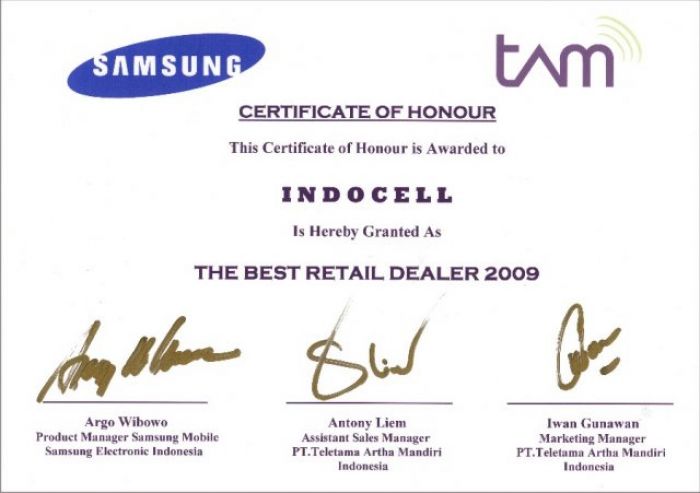 SAMSUNG
tam
CERTIFICATE OF HONOUR
This Certificate of Honour is Awarded to
INDOCELL
Is Hereby Granted As
THE BEST RETAIL DEALER 2009
Argo Wibowo
Product Manager Samsung Mobile
Samsung Electronic Indonesia
Antony Liem
Assistant Sales Manager
PT.Teletama Artha Mandiri
Indonesia
Iwan Gunawan
Marketing Manager
PT.Teletama Artha Mandiri
Indonesia